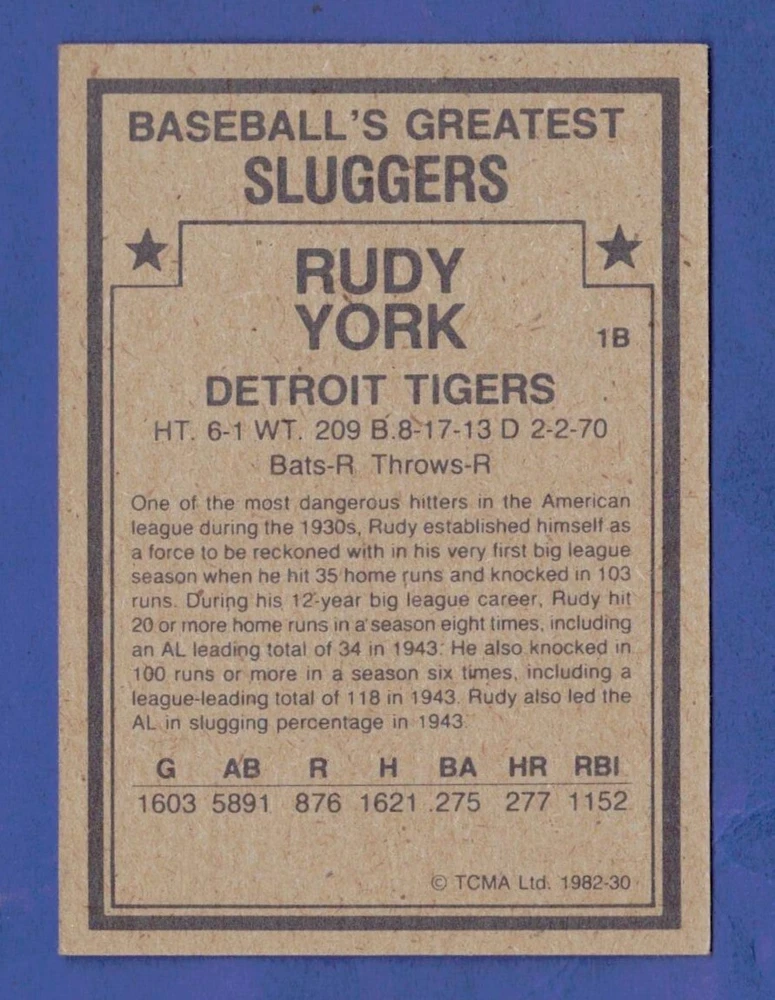 BASEBALL'S GREATEST
SLUGGERS
RUDY
YORK
1B
DETROIT TIGERS
HT. 6-1 WT. 209 B.8-17-13 D 2-2-70
Bats-R Throws-R
One of the most dangerous hitters in the American
league during the 1930s, Rudy established himself as
a force to be reckoned with in his very first big league
season when he hit 35 home runs and knocked in 103
runs. During his 12-year big league career, Rudy hit
20 or more home runs in a season eight times, including
an AL leading total of 34 in 1943. He also knocked in
100 runs or more in a season six times, including a
league-leading total of 118 in 1943. Rudy also led the
AL in slugging percentage in 1943.
G AB R H BA HR RBI
1603 5891 876 1621 .275 277 1152
© TCMA Ltd. 1982-30